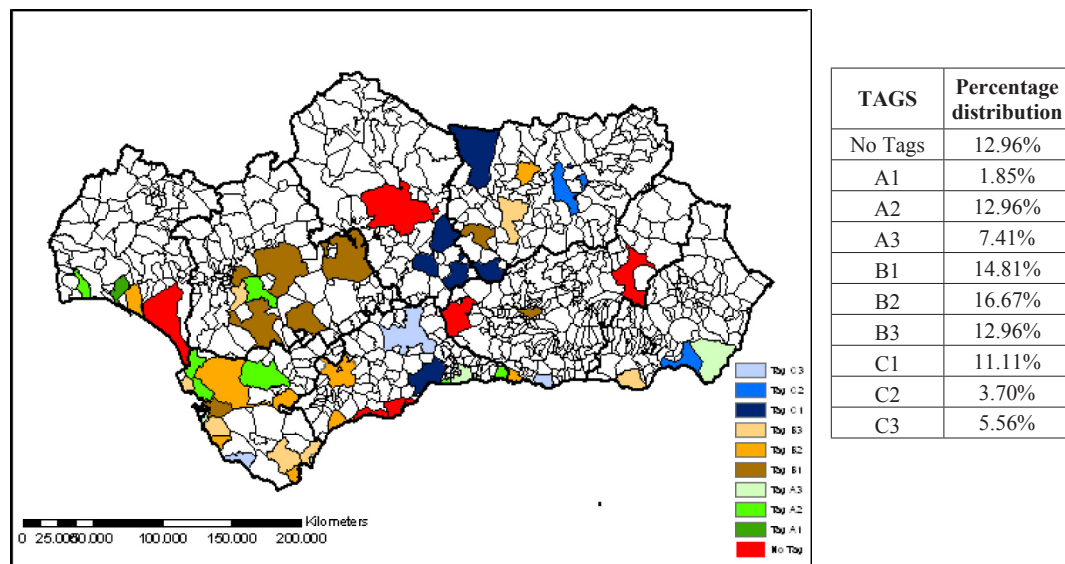 Tag C3
Tag C2
Tag C1
Tag B3
Tag B2
Tag B1
Tag A3
Tag A2
Tag A1
No Tag
Kilometers
0 25.000 50.000 100.000 150.000 200.000
TAGS Percentage distribution
No Tags 12.96%
A1 1.85%
A2 12.96%
A3 7.41%
B1 14.81%
B2 16.67%
B3 12.96%
C1 11.11%
C2 3.70%
C3 5.56%